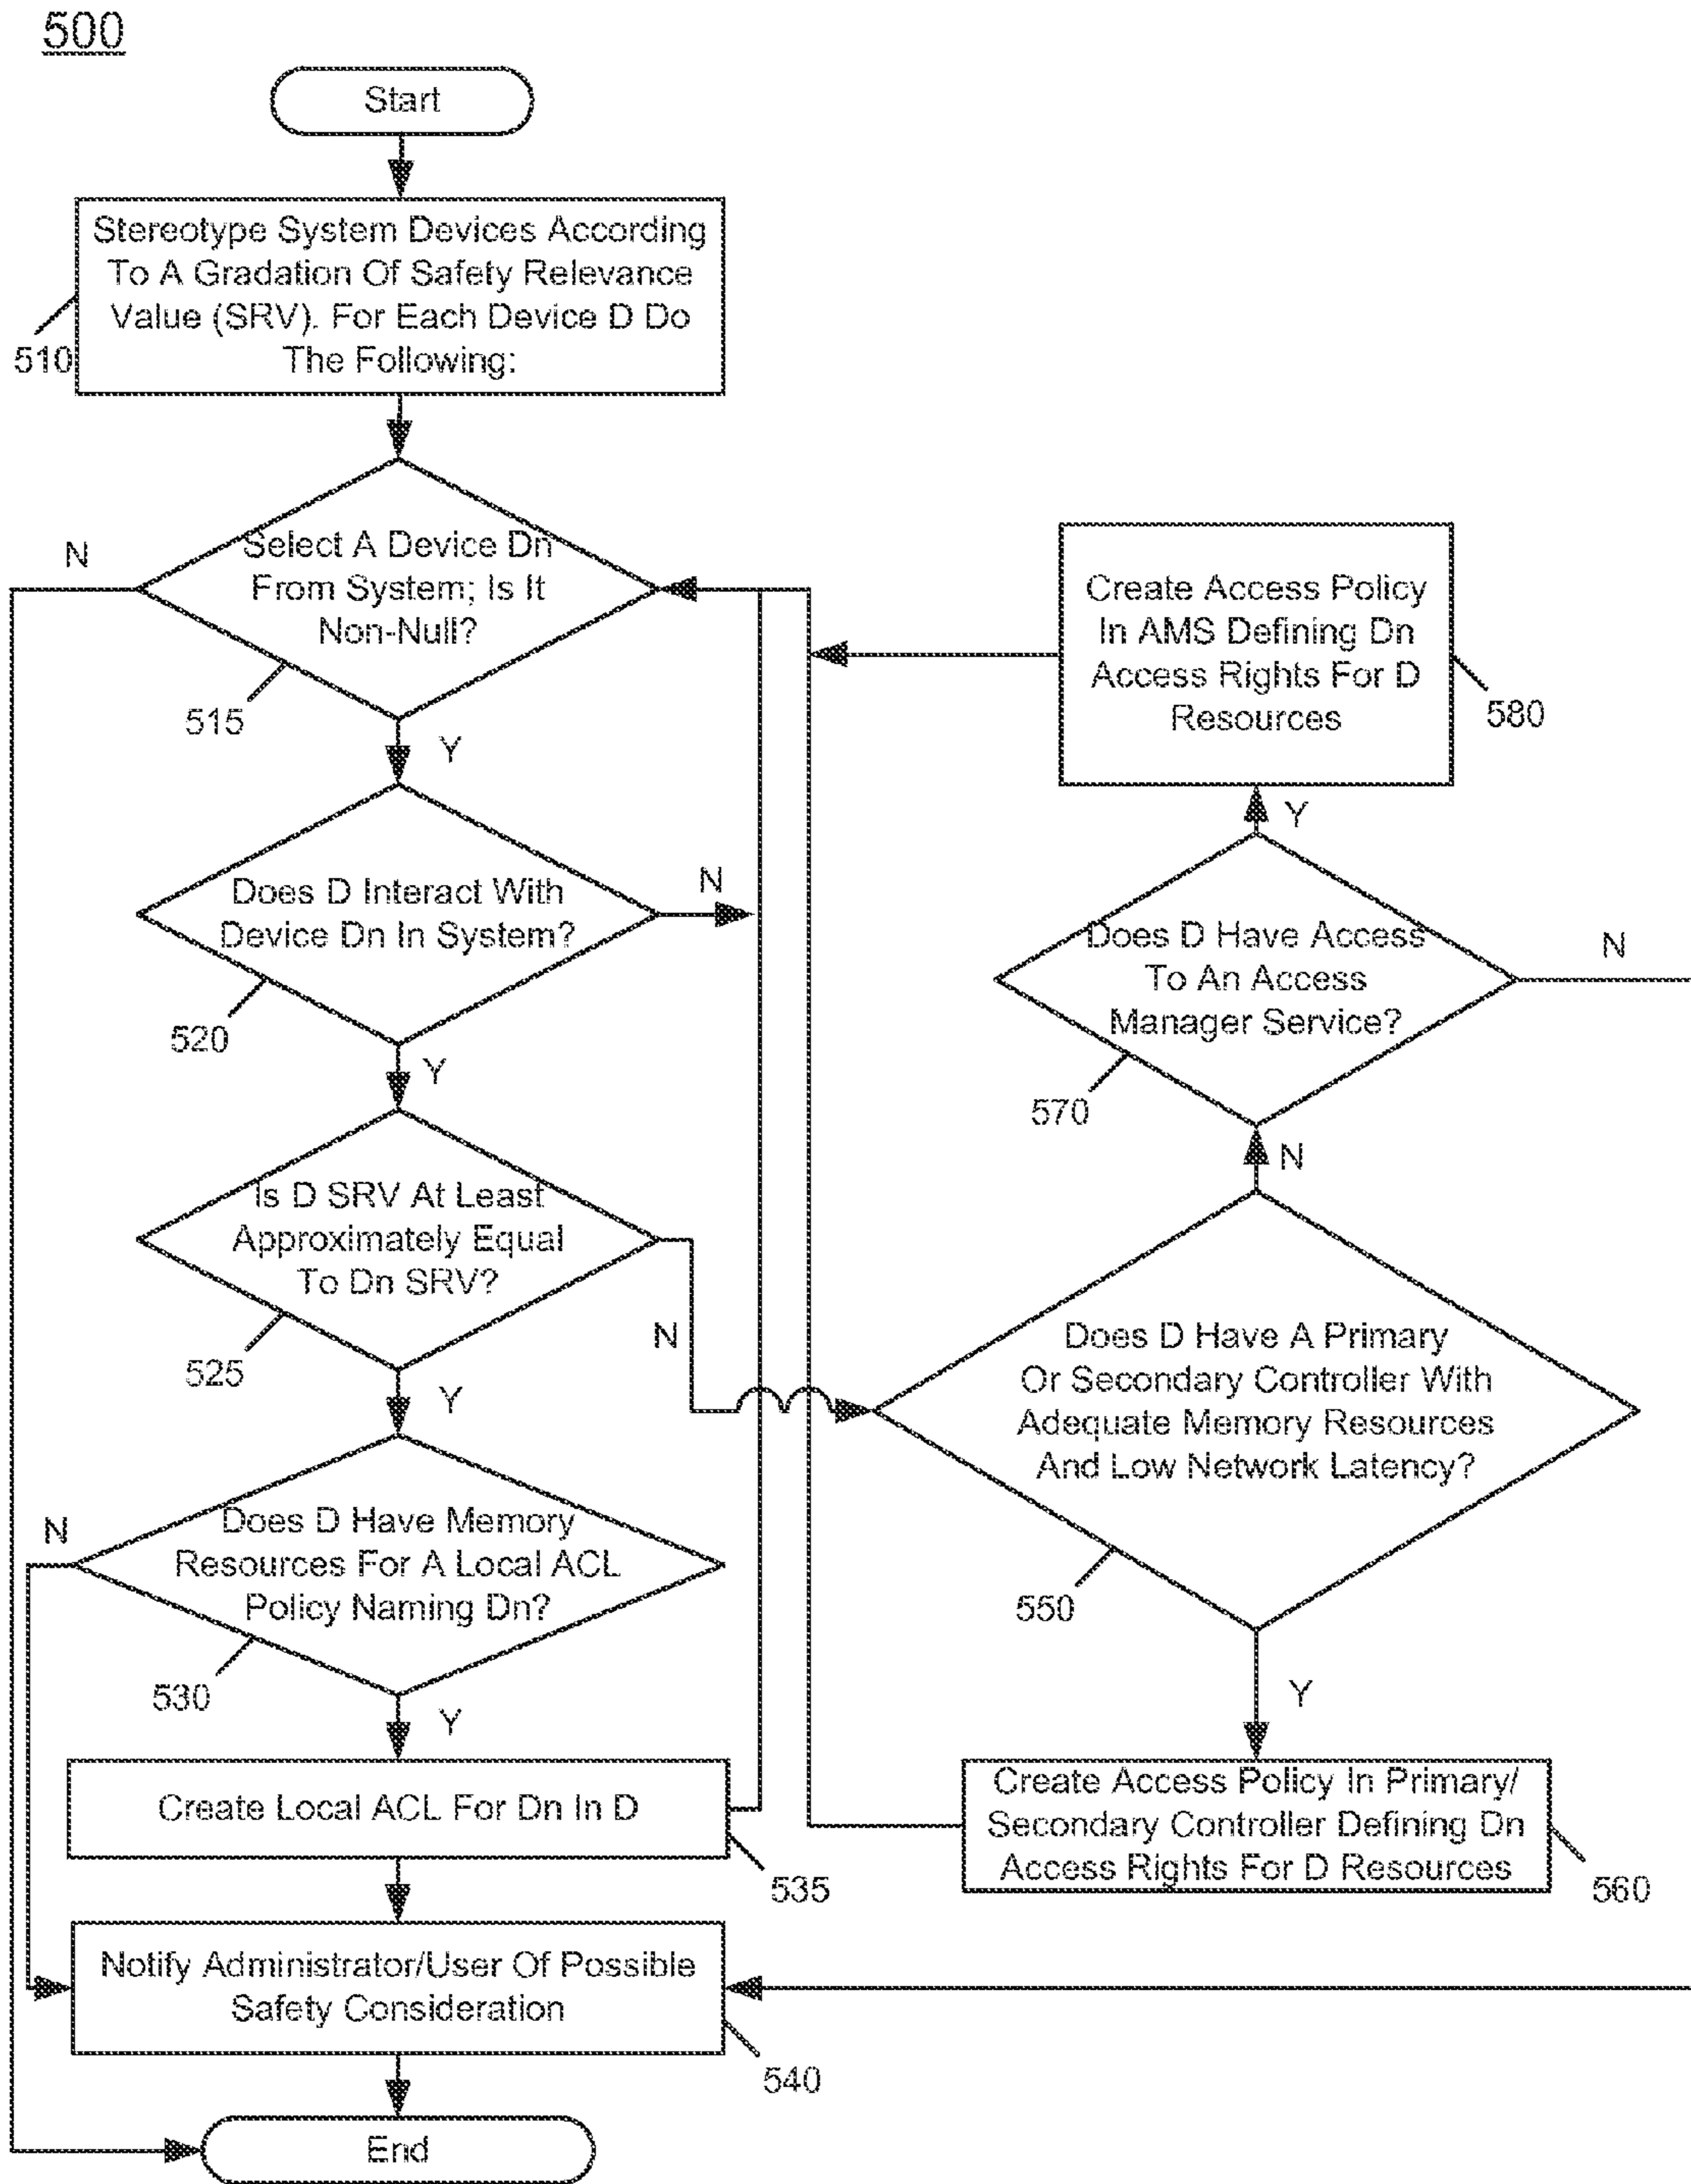 500
Start
Stereotype System Devices According
To A Gradation Of Safety Relevance
Value (SRV). For Each Device D Do
The Following:
510
Select A Device Dn
From System; Is It
Non-Null?
N
515
Y
Does D Interact With
Device Dn In System?
N
520
Y
Is D SRV At Least
Approximately Equal
To Dn SRV?
N
525
Y
Does D Have Memory
Resources For A Local ACL
Policy Naming Dn?
N
530
Y
Create Local ACL For Dn In D
535
Notify Administrator/User Of Possible
Safety Consideration
540
End
Create Access Policy
In AMS Defining Dn
Access Rights For D
Resources
580
Y
Does D Have Access
To An Access
Manager Service?
N
570
N
Does D Have A Primary
Or Secondary Controller With
Adequate Memory Resources
And Low Network Latency?
550
Y
Create Access Policy In Primary/
Secondary Controller Defining Dn
Access Rights For D Resources
560